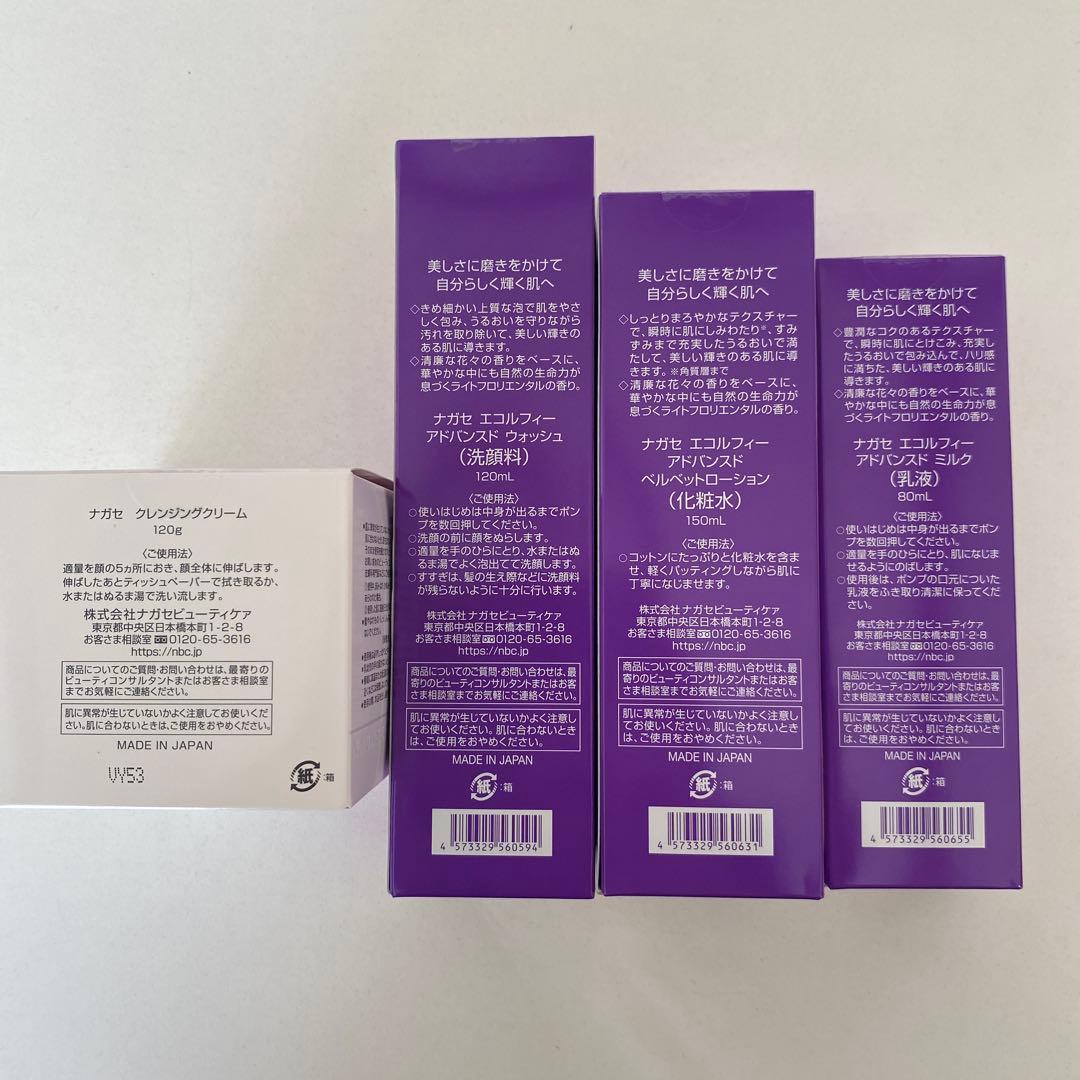 ナガセ クレンジングクリーム
120g
〈ご使用法〉
適量を顔の5ヵ所におき、顔全体に伸ばします。
伸ばしたあとティッシュペーパーで拭き取るか、
水またはぬるま湯で洗い流します。
株式会社ナガセビューティケァ
東京都中央区日本橋本町1-2-8
お客さま相談室 0120-65-3616
https://nbc.jp
商品についてのご質問・お問い合わせは、最寄りの
ビューティコンサルタントまたはお客さま相談室
までお気軽にご連絡ください。
肌に異常が生じていないかよく注意してお使いくだ
さい。肌に合わないときは、ご使用をおやめください。
MADE IN JAPAN
紙:箱
VY53
美しさに磨きをかけて
自分らしく輝く肌へ
◇きめ細かい上質な泡で肌をやさ
しく包み、うるおいを守りながら
汚れを取り除いて、美しい輝きの
ある肌に導きます。
◇清廉な花々の香りをベースに、
華やかな中にも自然の生命力が
息づくライトフロリエンタルの香り。
ナガセ エコルフィー
アドバンスド ウォッシュ
(洗顔料)
120mL
〈ご使用法〉
○使いはじめは中身が出るまでポン
プを数回押してください。
○洗顔の前に顔をぬらします。
○適量を手のひらにとり、水またはぬ
るま湯でよく泡出てて洗顔します。
○すすぎは、髪の生え際などに洗顔料
が残らないように十分に行います。
株式会社ナガセビューティケァ
東京都中央区日本橋本町1-2-8
お客さま相談室 0120-65-3616
https://nbc.jp
商品についてのご質問・お問い合わせは、最
寄りのビューティコンサルタントまたはお客
さま相談室までお気軽にご連絡ください。
肌に異常が生じていないかよく注意し
てお使いください。肌に合わないとき
は、ご使用をおやめください。
MADE IN JAPAN
紙:箱
4 573329 560594
美しさに磨きをかけて
自分らしく輝く肌へ
◇しっとりまろやかなテクスチャー
で、瞬時に肌にしみわたり※、すみ
ずみまで充実したうるおいで満
たして、美しい輝きのある肌に導
きます。※角質層まで
◇清廉な花々の香りをベースに、
華やかな中にも自然の生命力が
息づくライトフロリエンタルの香り。
ナガセ エコルフィー
アドバンスド
ベルベットローション
(化粧水)
150mL
〈ご使用法〉
○コットンにたっぷりと化粧水を含ま
せ、軽くパッティングしながら肌に
丁寧になじませます。
株式会社ナガセビューティケァ
東京都中央区日本橋本町1-2-8
お客さま相談室 0120-65-3616
https://nbc.jp
商品についてのご質問・お問い合わせは、最
寄りのビューティコンサルタントまたはお客
さま相談室までお気軽にご連絡ください。
肌に異常が生じていないかよく注意し
てお使いください。肌に合わないとき
は、ご使用をおやめください。
MADE IN JAPAN
紙:箱
4 573329 560631
美しさに磨きをかけて
自分らしく輝く肌へ
◇豊潤なコクのあるテクスチャー
で、瞬時に肌にとけこみ、充実し
たうるおいで包み込んで、ハリ感
に満ちた、美しい輝きのある肌に
導きます。
◇清廉な花々の香りをベースに、華
やかな中にも自然の生命力が息
づくライトフロリエンタルの香り。
ナガセ エコルフィー
アドバンスド ミルク
(乳液)
80mL
〈ご使用法〉
○使いはじめは中身が出るまでポン
プを数回押してください。
○適量を手のひらにとり、肌になじま
せるようにのばします。
○使用後は、ポンプの口元についた
乳液をふき取り清潔に保ってくだ
さい。
株式会社ナガセビューティケァ
東京都中央区日本橋本町1-2-8
お客さま相談室 0120-65-3616
https://nbc.jp
商品についてのご質問・お問い合わせは、最
寄りのビューティコンサルタントまたはお客
さま相談室までお気軽にご連絡ください。
肌に異常が生じていないかよく注意し
てお使いください。肌に合わないとき
は、ご使用をおやめください。
MADE IN JAPAN
紙:箱
4 573329 560655